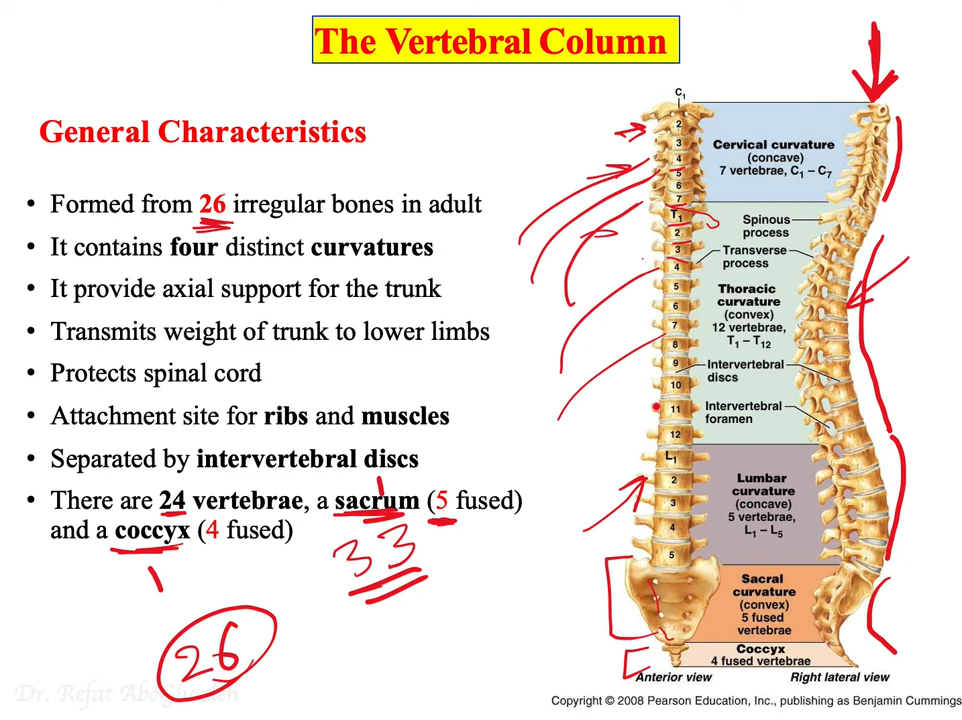 The Vertebral Column
General Characteristics
• Formed from 26 irregular bones in adult
• It contains four distinct curvatures
• It provide axial support for the trunk
• Transmits weight of trunk to lower limbs
• Protects spinal cord
• Attachment site for ribs and muscles
• Separated by intervertebral discs
• There are 24 vertebrae, a sacrum (5 fused)
and a coccyx (4 fused)
1
1
33
26
Dr. Refat
C1
2
3
4
5
6
7
T1
2
3
4
5
6
7
8
9
10
11
12
L1
2
3
4
5
Cervical curvature
(concave)
7 vertebrae, C1 – C7
Spinous
process
Transverse
process
Thoracic
curvature
(convex)
12 vertebrae,
T1 – T12
Intervertebral
discs
Intervertebral
foramen
Lumbar
curvature
(concave)
5 vertebrae,
L1 – L5
Sacral
curvature
(convex)
5 fused
vertebrae
Coccyx
4 fused vertebrae
Anterior view
Right lateral view
Copyright © 2008 Pearson Education, Inc., publishing as Benjamin Cummings